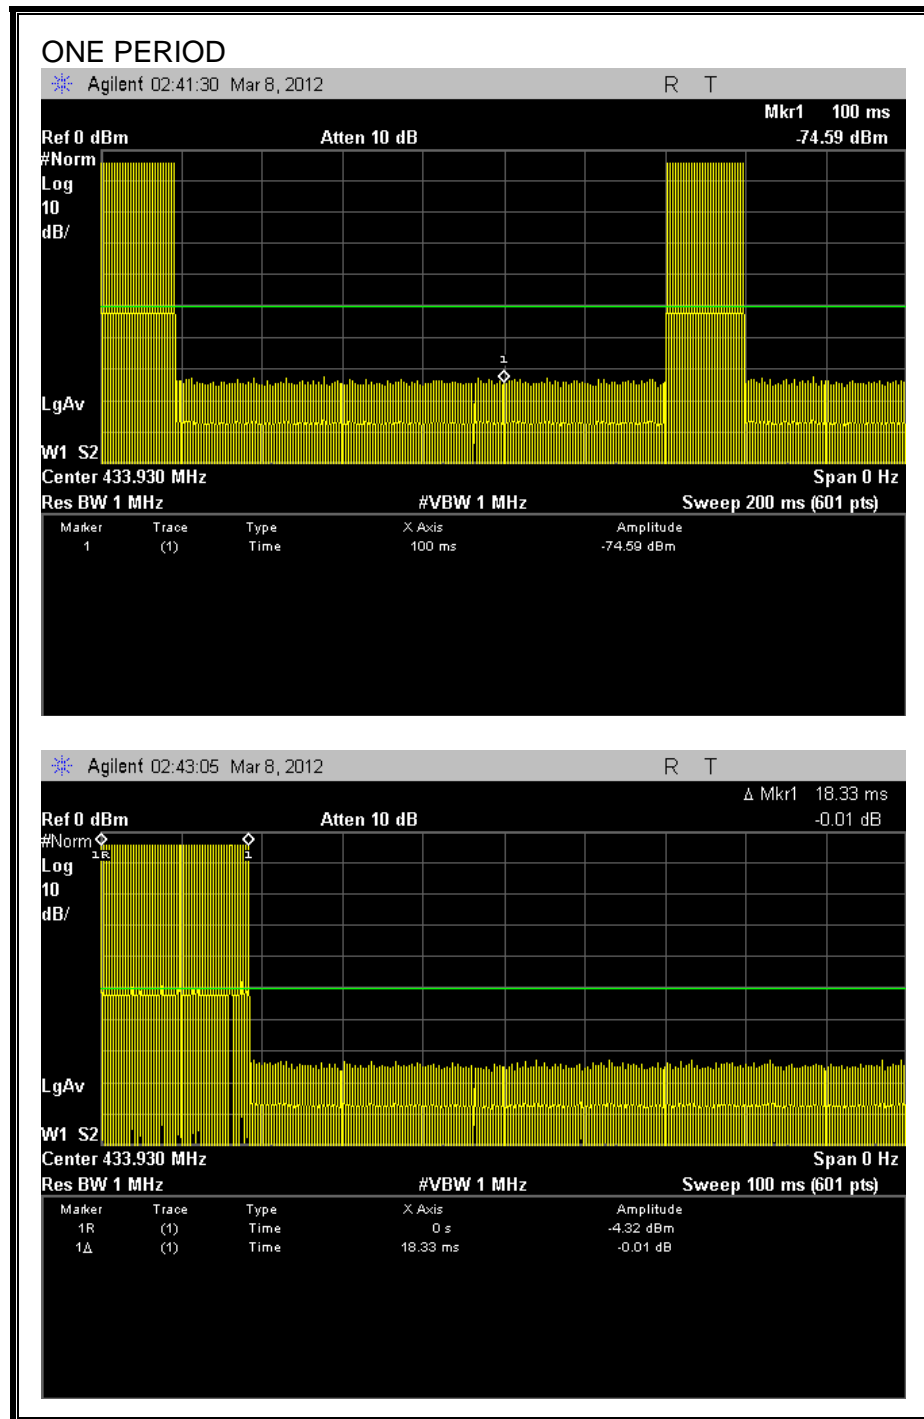 ONE PERIOD
Agilent 02:41:30 Mar 8, 2012 R T
Mkr1 100 ms
Ref 0 dBm Atten 10 dB -74.59 dBm
#Norm
Log
10
dB/
1
LgAv
W1 S2
Center 433.930 MHz Span 0 Hz
Res BW 1 MHz #VBW 1 MHz Sweep 200 ms (601 pts)
Marker Trace Type X Axis Amplitude
1 (1) Time 100 ms -74.59 dBm
Agilent 02:43:05 Mar 8, 2012 R T
Δ Mkr1 18.33 ms
Ref 0 dBm Atten 10 dB -0.01 dB
#Norm
1R 1
Log
10
dB/
LgAv
W1 S2
Center 433.930 MHz Span 0 Hz
Res BW 1 MHz #VBW 1 MHz Sweep 100 ms (601 pts)
Marker Trace Type X Axis Amplitude
1R (1) Time 0 s -4.32 dBm
1Δ (1) Time 18.33 ms -0.01 dB